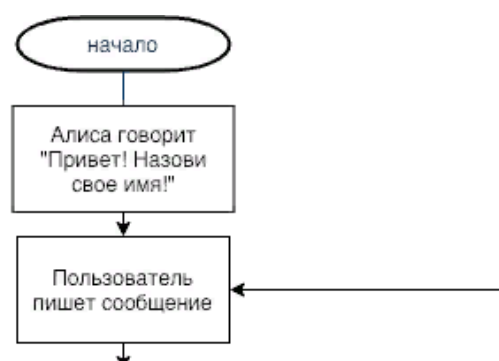 начало
Алиса говорит
"Привет! Назови
свое имя!"
Пользователь
пишет сообщение